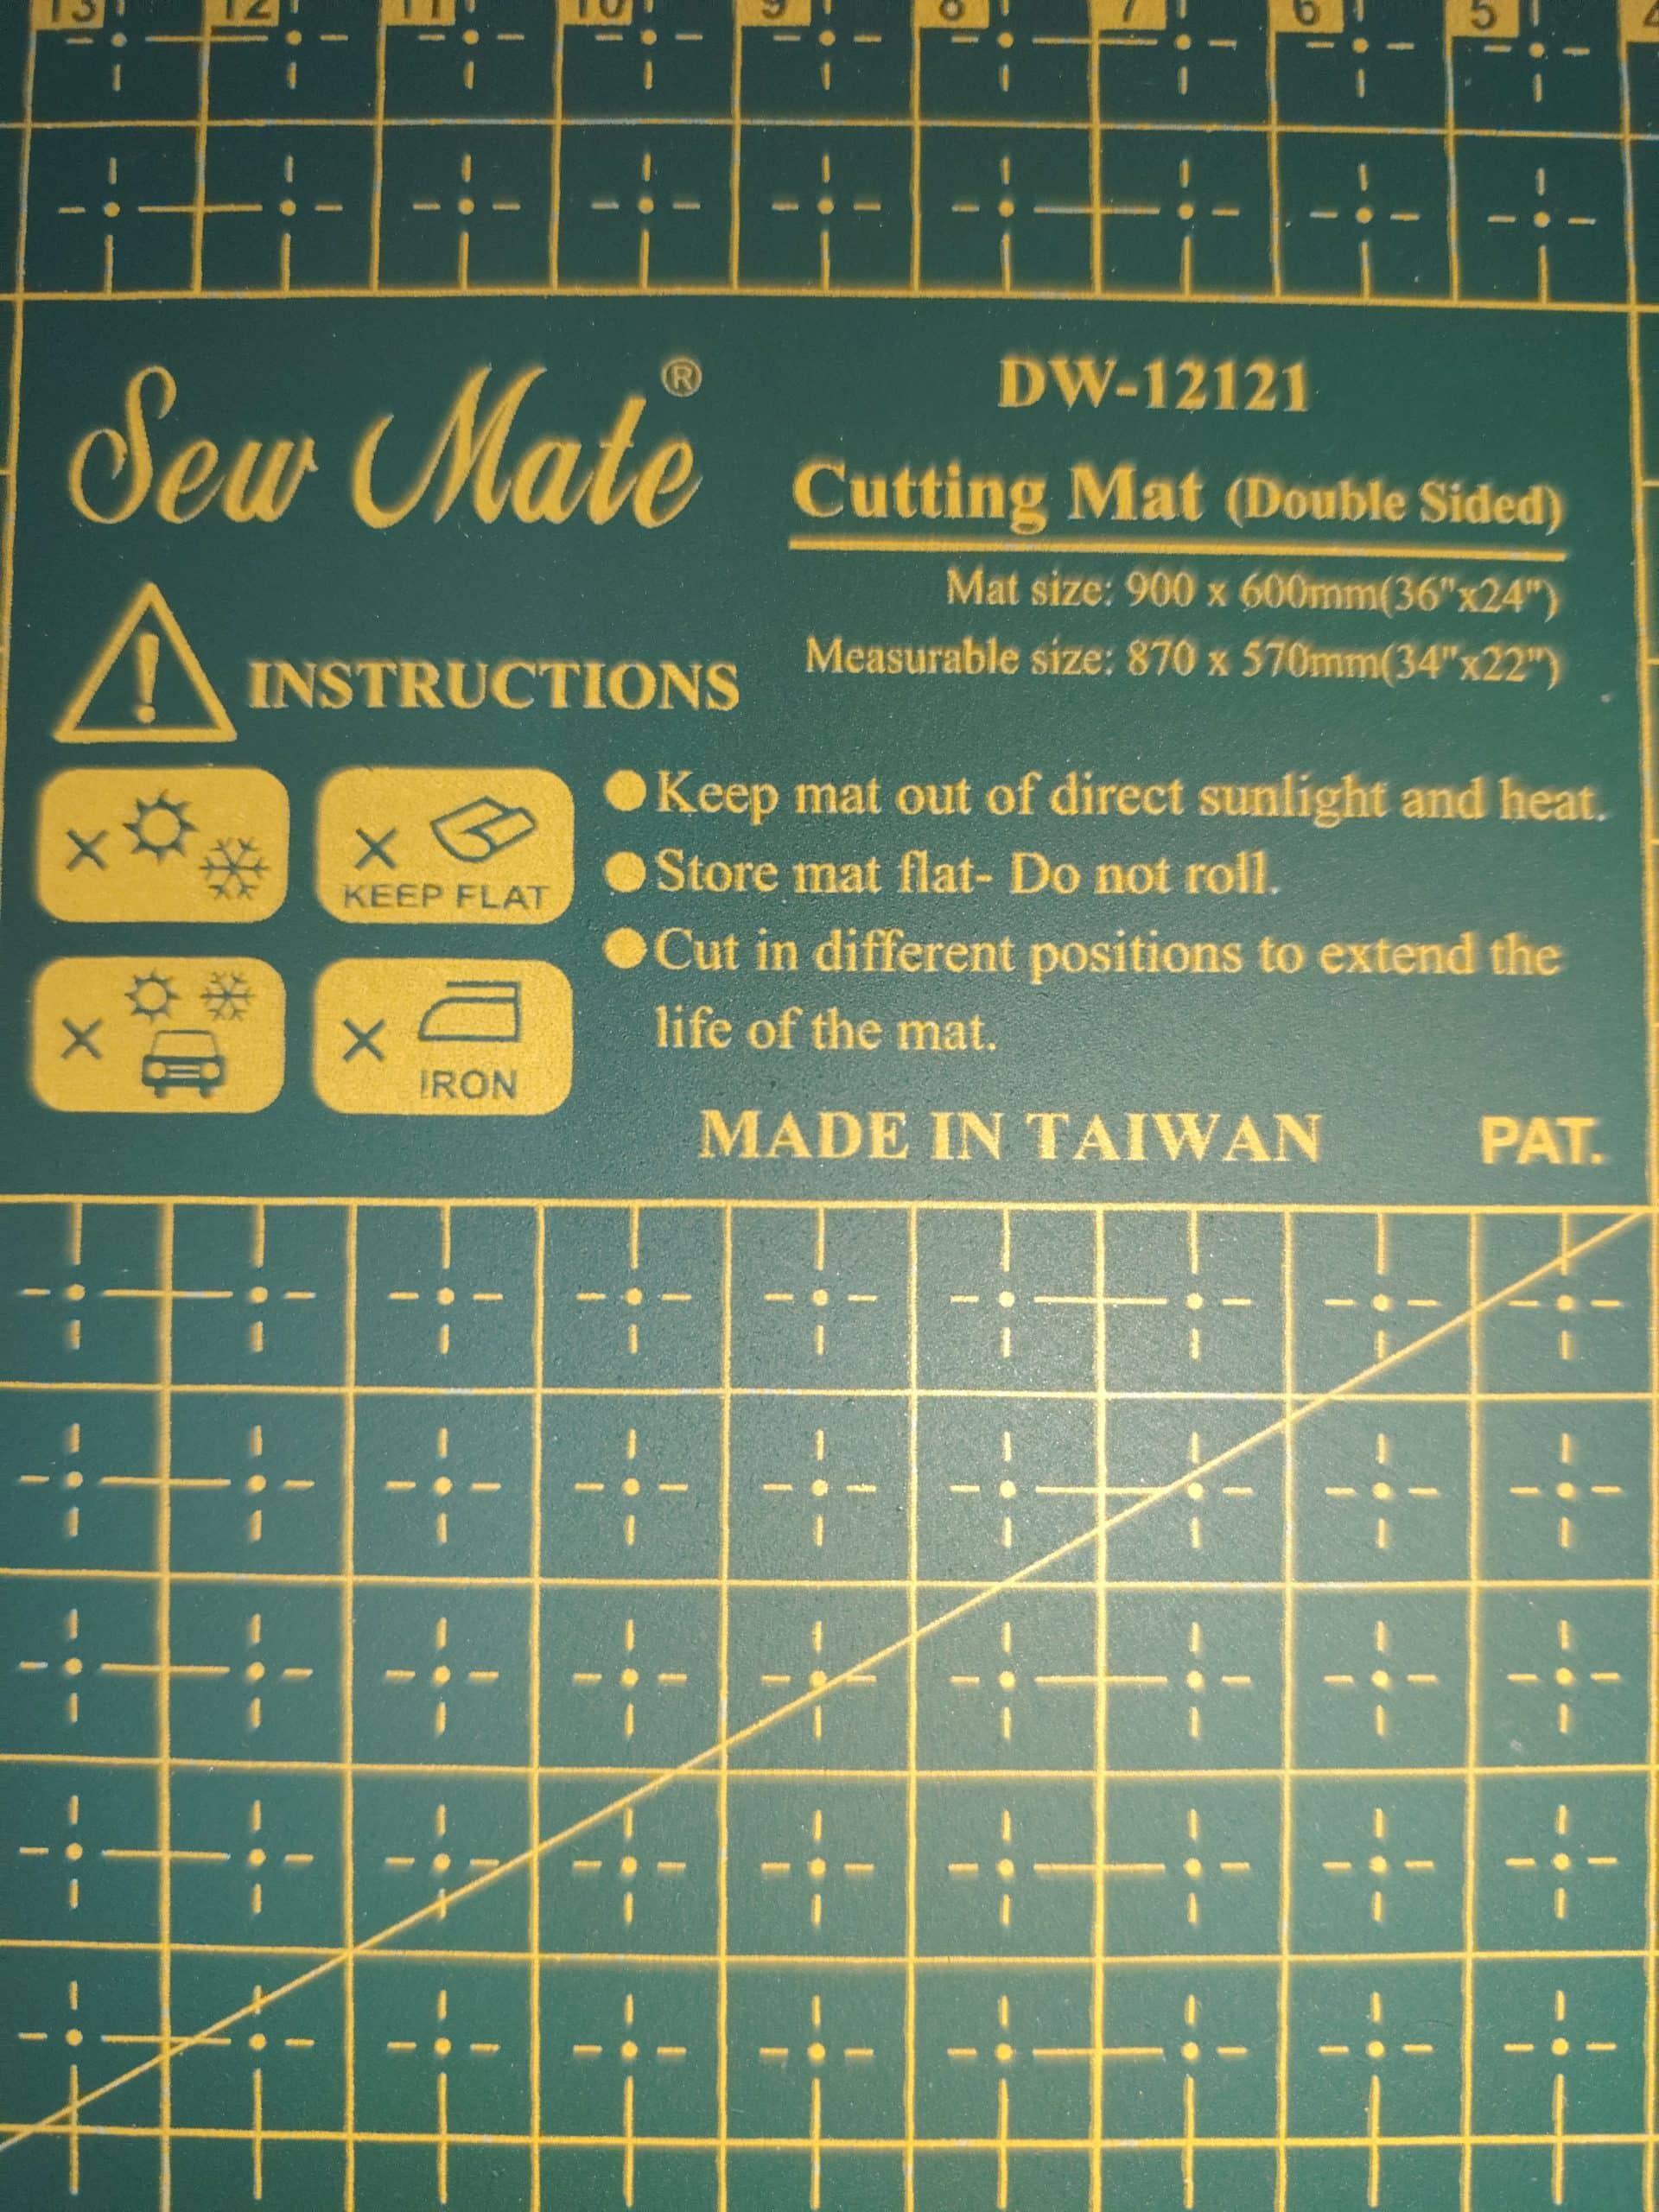 13 12 11 10 9 8 7 6 5 4
Sew Mate®
DW-12121
Cutting Mat (Double Sided)
Mat size: 900 x 600mm(36"x24")
Measurable size: 870 x 570mm(34"x22")
! INSTRUCTIONS
KEEP FLAT
IRON
●Keep mat out of direct sunlight and heat.
●Store mat flat- Do not roll.
●Cut in different positions to extend the
life of the mat.
MADE IN TAIWAN
PAT.